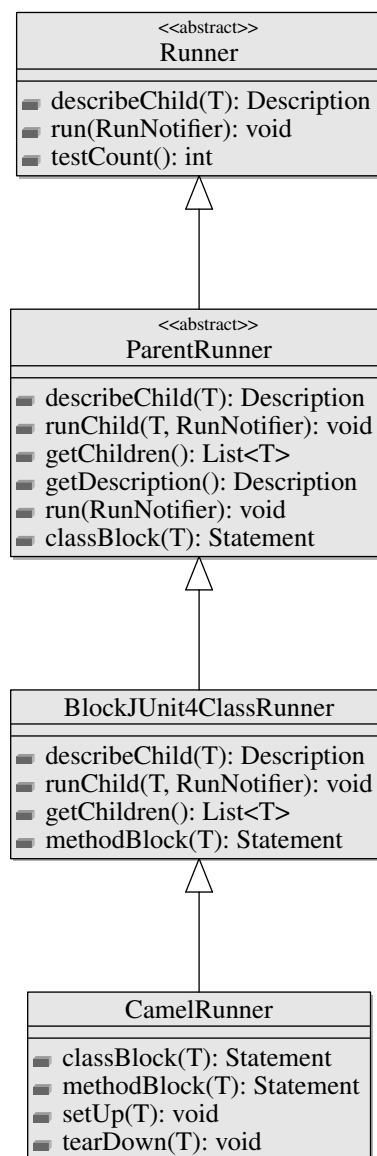 <<abstract>>
Runner
describeChild(T): Description
run(RunNotifier): void
testCount(): int
<<abstract>>
ParentRunner
describeChild(T): Description
runChild(T, RunNotifier): void
getChildren(): List<T>
getDescription(): Description
run(RunNotifier): void
classBlock(T): Statement
BlockJUnit4ClassRunner
describeChild(T): Description
runChild(T, RunNotifier): void
getChildren(): List<T>
methodBlock(T): Statement
CamelRunner
classBlock(T): Statement
methodBlock(T): Statement
setUp(T): void
tearDown(T): void